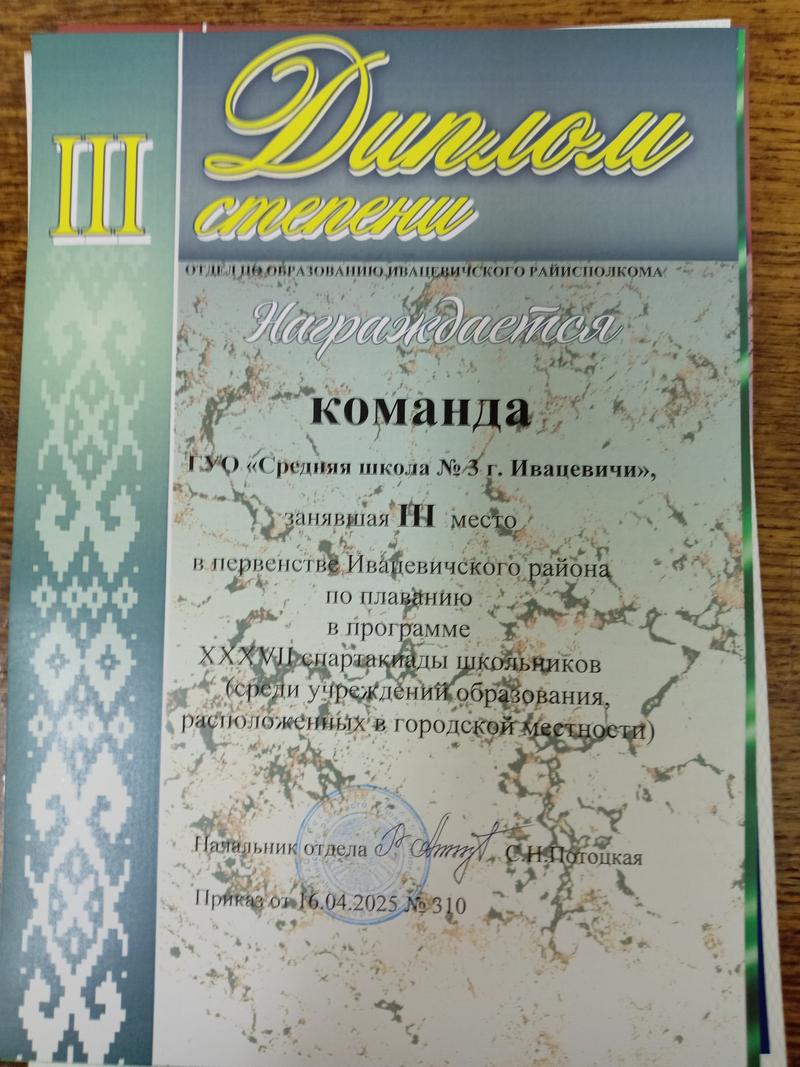 III
Диплом
степени
ОТДЕЛ ПО ОБРАЗОВАНИЮ ИВАЦЕВИЧСКОГО РАЙИСПОЛКОМА
Награждается
команда
ГУО «Средняя школа № 3 г. Ивацевичи»,
занявшая III место
в первенстве Ивацевичского района
по плаванию
в программе
XXXVII спартакиады школьников
(среди учреждений образования,
расположенных в городской местности)
Начальник отдела С.Н.Потоцкая
Приказ от 16.04.2025 № 310